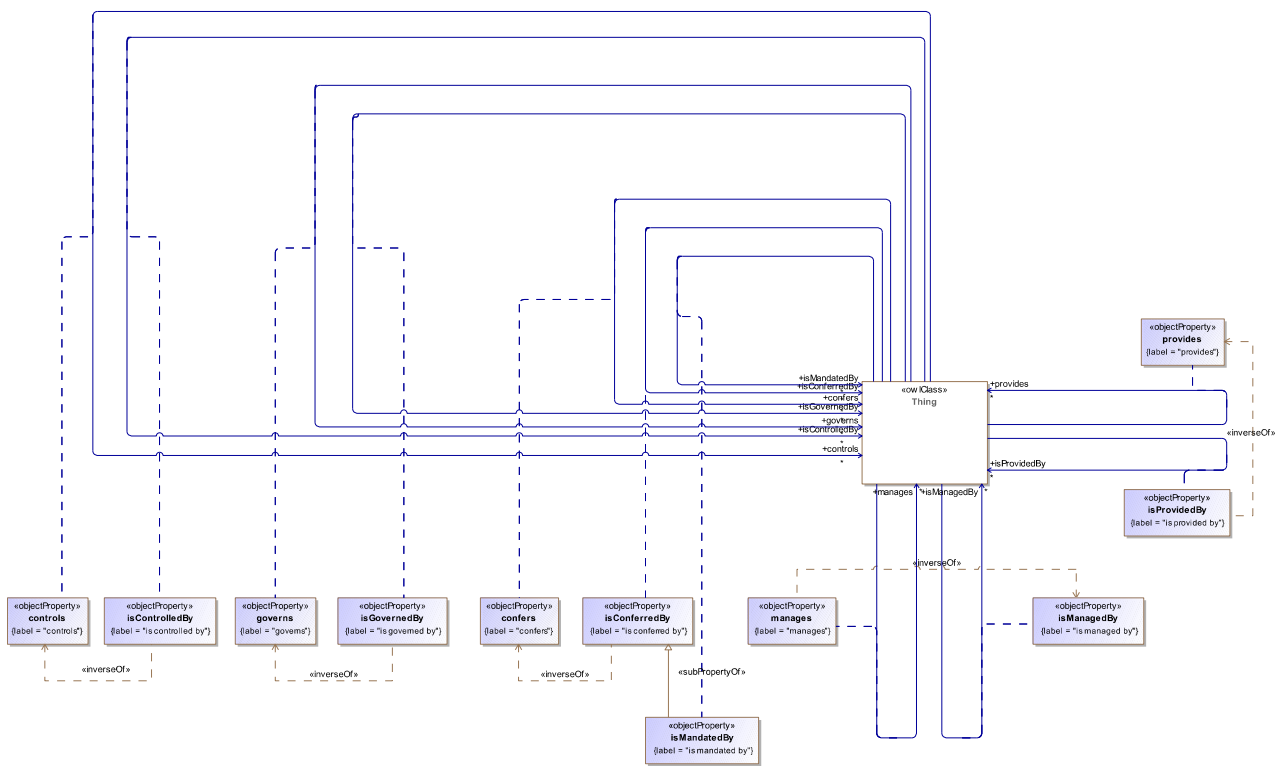 «objectProperty»
provides
{label = "provides"}
+isMandatedBy
+isConferredBy
+confers
*
+isGovernedBy
+governs
*
+isControlledBy
*
+controls
*
«owlClass»
Thing
+provides
*
«inverseOf»
+isProvidedBy
*
+manages
*
+isManagedBy
*
«objectProperty»
isProvidedBy
{label = "is provided by"}
«inverseOf»
«objectProperty»
controls
{label = "controls"}
«objectProperty»
isControlledBy
{label = "is controlled by"}
«objectProperty»
governs
{label = "governs"}
«objectProperty»
isGovernedBy
{label = "is governed by"}
«objectProperty»
confers
{label = "confers"}
«objectProperty»
isConferredBy
{label = "is conferred by"}
«objectProperty»
manages
{label = "manages"}
«objectProperty»
isManagedBy
{label = "is managed by"}
«inverseOf»
«inverseOf»
«inverseOf»
«subPropertyOf»
«objectProperty»
isMandatedBy
{label = "is mandated by"}